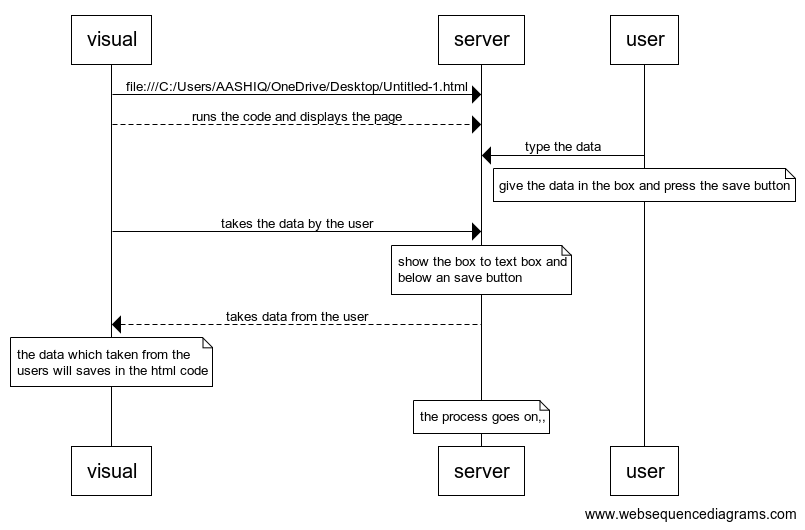 visual
server
user
file:///C:/Users/AASHIQ/OneDrive/Desktop/Untitled-1.html
runs the code and displays the page
type the data
give the data in the box and press the save button
takes the data by the user
show the box to text box and
below an save button
takes data from the user
the data which taken from the
users will saves in the html code
the process goes on,,
visual
server
user
www.websequencediagrams.com